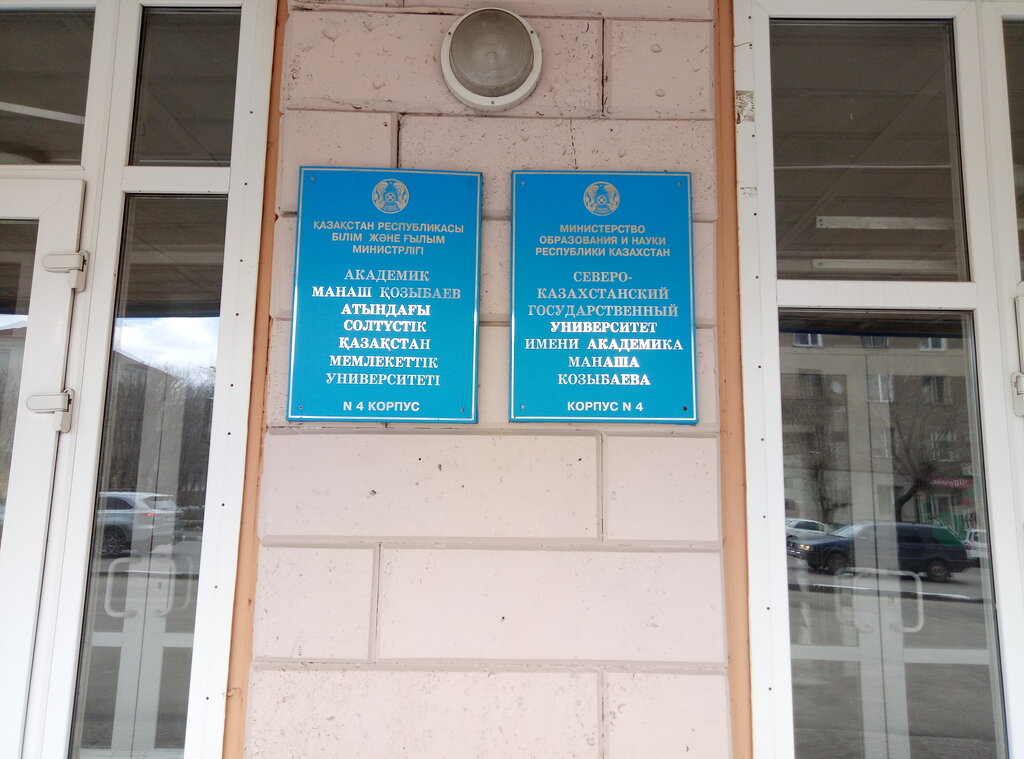 ҚАЗАҚСТАН РЕСПУБЛИКАСЫ
БІЛІМ ЖӘНЕ ҒЫЛЫМ
МИНИСТРЛІГІ
АКАДЕМИК
МАНАШ ҚОЗЫБАЕВ
АТЫНДАҒЫ
СОЛТҮСТІК
ҚАЗАҚСТАН
МЕМЛЕКЕТТІК
УНИВЕРСИТЕТІ
N 4 КОРПУС
МИНИСТЕРСТВО
ОБРАЗОВАНИЯ И НАУКИ
РЕСПУБЛИКИ КАЗАХСТАН
СЕВЕРО-
КАЗАХСТАНСКИЙ
ГОСУДАРСТВЕННЫЙ
УНИВЕРСИТЕТ
ИМЕНИ АКАДЕМИКА
МАНАША
КОЗЫБАЕВА
КОРПУС N 4